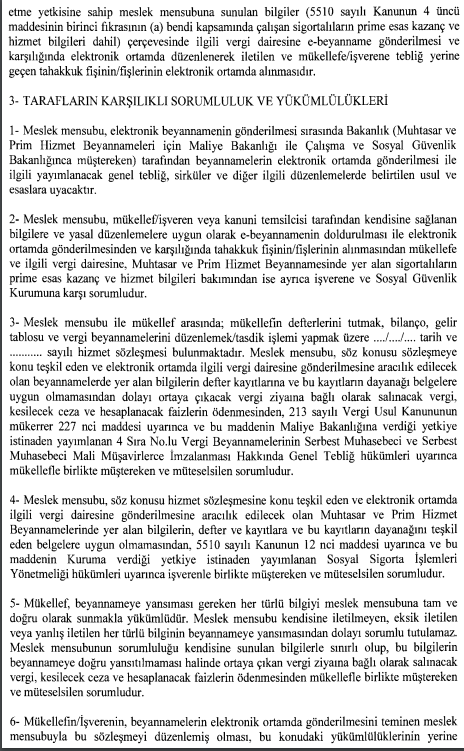 etme yetkisine sahip meslek mensubuna sunulan bilgiler (5510 sayılı Kanunun 4 üncü
maddesinin birinci fıkrasının (a) bendi kapsamında çalışan sigortalıların prime esas kazanç ve
hizmet bilgileri dahil) çerçevesinde ilgili vergi dairesine e-beyanname gönderilmesi ve
karşılığında elektronik ortamda düzenlenerek iletilen ve mükellefe/işverene tebliğ yerine
geçen tahakkuk fişinin/fişlerinin elektronik ortamda alınmasıdır.
3- TARAFLARIN KARŞILIKLI SORUMLULUK VE YÜKÜMLÜLÜKLERİ
1- Meslek mensubu, elektronik beyannamenin gönderilmesi sırasında Bakanlık (Muhtasar ve
Prim Hizmet Beyannameleri için Maliye Bakanlığı ile Çalışma ve Sosyal Güvenlik
Bakanlığınca müştereken) tarafından beyannamelerin elektronik ortamda gönderilmesi ile
ilgili yayımlanacak genel tebliğ, sirküler ve diğer ilgili düzenlemelerde belirtilen usul ve
esaslara uyacaktır.
2- Meslek mensubu, mükellef/işveren veya kanuni temsilcisi tarafından kendisine sağlanan
bilgilere ve yasal düzenlemelere uygun olarak e-beyannamenin doldurulması ile elektronik
ortamda gönderilmesinden ve karşılığında tahakkuk fişinin/fişlerinin alınmasından mükellefe
ve ilgili vergi dairesine, Muhtasar ve Prim Hizmet Beyannamesinde yer alan sigortalıların
prime esas kazanç ve hizmet bilgileri bakımından ise ayrıca işverene ve Sosyal Güvenlik
Kurumuna karşı sorumludur.
3- Meslek mensubu ile mükellef arasında; mükellefin defterlerini tutmak, bilanço, gelir
tablosu ve vergi beyannamelerini düzenlemek/tasdik işlemi yapmak üzere ..../..../.... tarih ve
........... sayılı hizmet sözleşmesi bulunmaktadır. Meslek mensubu, söz konusu sözleşmeye
konu teşkil eden ve elektronik ortamda ilgili vergi dairesine gönderilmesine aracılık edilecek
olan beyannamelerde yer alan bilgilerin defter kayıtlarına ve bu kayıtların dayanağı belgelere
uygun olmamasından dolayı ortaya çıkacak vergi ziyaına bağlı olarak salınacak vergi,
kesilecek ceza ve hesaplanacak faizlerin ödenmesinden, 213 sayılı Vergi Usul Kanununun
mükerrer 227 nci maddesi uyarınca ve bu maddenin Maliye Bakanlığına verdiği yetkiye
istinaden yayımlanan 4 Sıra No.lu Vergi Beyannamelerinin Serbest Muhasebeci ve Serbest
Muhasebeci Mali Müşavirlerce İmzalanması Hakkında Genel Tebliğ hükümleri uyarınca
mükellefle birlikte müştereken ve müteselsilen sorumludur.
4- Meslek mensubu, söz konusu hizmet sözleşmesine konu teşkil eden ve elektronik ortamda
ilgili vergi dairesine gönderilmesine aracılık edilecek olan Muhtasar ve Prim Hizmet
Beyannamelerinde yer alan bilgilerin, defter ve kayıtlara ve bu kayıtların dayanağını teşkil
eden belgelere uygun olmamasından, 5510 sayılı Kanunun 12 nci maddesi uyarınca ve bu
maddenin Kuruma verdiği yetkiye istinaden yayımlanan Sosyal Sigorta İşlemleri
Yönetmeliği hükümleri uyarınca işverenle birlikte müştereken ve müteselsilen sorumludur.
5- Mükellef, beyannameye yansıması gereken her türlü bilgiyi meslek mensubuna tam ve
doğru olarak sunmakla yükümlüdür. Meslek mensubu kendisine iletilmeyen, eksik iletilen
veya yanlış iletilen her türlü bilginin beyannameye yansımasından dolayı sorumlu tutulamaz.
Meslek mensubunun sorumluluğu kendisine sunulan bilgilerle sınırlı olup, bu bilgilerin
beyannameye doğru yansıtılmaması halinde ortaya çıkan vergi ziyaına bağlı olarak salınacak
vergi, kesilecek ceza ve hesaplanacak faizlerin ödenmesinden mükellefle birlikte müştereken
ve müteselsilen sorumludur.
6- Mükellefin/İşverenin, beyannamelerin elektronik ortamda gönderilmesini teminen meslek
mensubuyla bu sözleşmeyi düzenlemiş olması, bu konudaki yükümlülüklerinin yerine